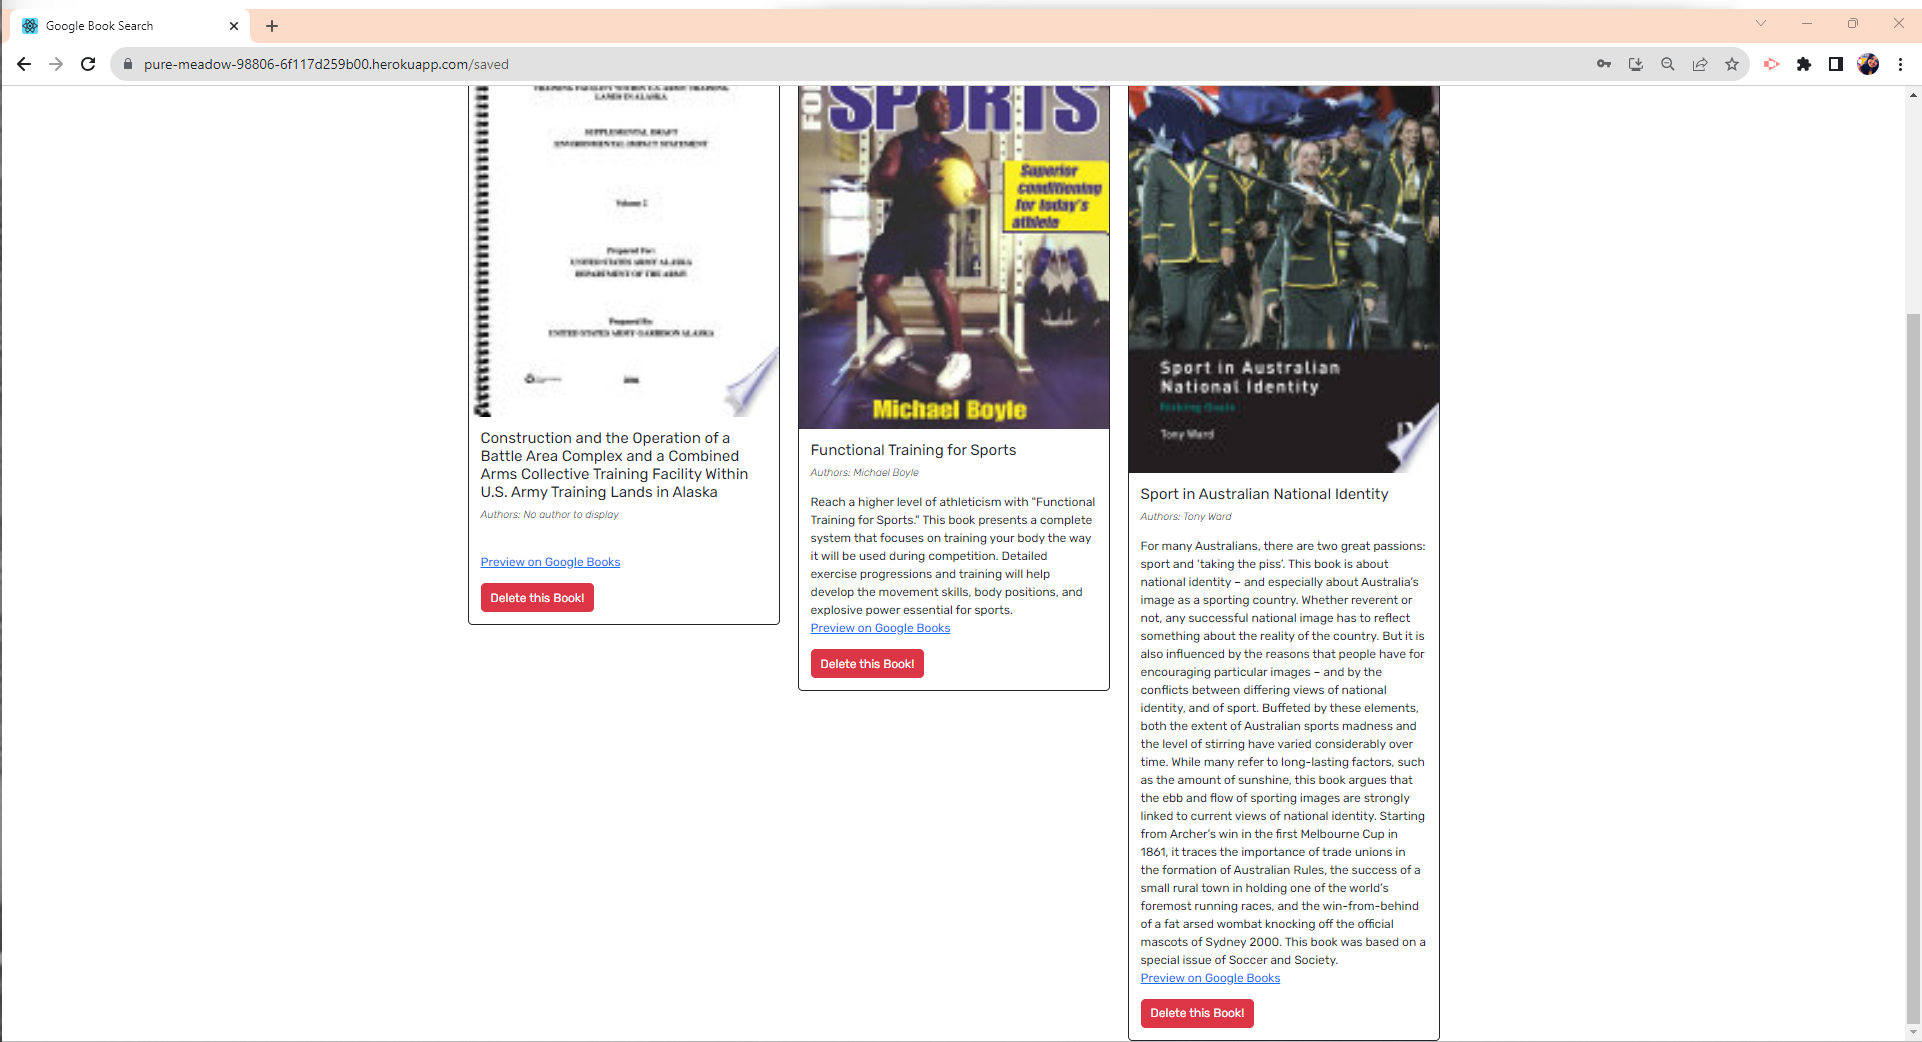 Google Book Search
pure-meadow-98806-6f117d259b00.herokuapp.com/saved
TRAINING FACILITY WITHIN U.S. ARMY TRAINING
LANDS IN ALASKA
SUPPLEMENTAL DRAFT
ENVIRONMENTAL IMPACT STATEMENT
Volume 2
Prepared For:
UNITED STATES ARMY ALASKA
DEPARTMENT OF THE ARMY
Prepared By:
UNITED STATES ARMY GARRISON ALASKA
Construction and the Operation of a
Battle Area Complex and a Combined
Arms Collective Training Facility Within
U.S. Army Training Lands in Alaska
Authors: No author to display
Preview on Google Books
Delete this Book!
FOR
SPORTS
Superior
conditioning
for today's
athlete
Michael Boyle
Functional Training for Sports
Authors: Michael Boyle
Reach a higher level of athleticism with "Functional
Training for Sports." This book presents a complete
system that focuses on training your body the way
it will be used during competition. Detailed
exercise progressions and training will help
develop the movement skills, body positions, and
explosive power essential for sports.
Preview on Google Books
Delete this Book!
Sport in Australian
National Identity
Tony Ward
Sport in Australian National Identity
Authors: Tony Ward
For many Australians, there are two great passions:
sport and ‘taking the piss’. This book is about
national identity – and especially about Australia’s
image as a sporting country. Whether reverent or
not, any successful national image has to reflect
something about the reality of the country. But it is
also influenced by the reasons that people have for
encouraging particular images – and by the
conflicts between differing views of national
identity, and of sport. Buffeted by these elements,
both the extent of Australian sports madness and
the level of stirring have varied considerably over
time. While many refer to long-lasting factors, such
as the amount of sunshine, this book argues that
the ebb and flow of sporting images are strongly
linked to current views of national identity. Starting
from Archer’s win in the first Melbourne Cup in
1861, it traces the importance of trade unions in
the formation of Australian Rules, the success of a
small rural town in holding one of the world’s
foremost running races, and the win-from-behind
of a fat arsed wombat knocking off the official
mascots of Sydney 2000. This book was based on a
special issue of Soccer and Society.
Preview on Google Books
Delete this Book!